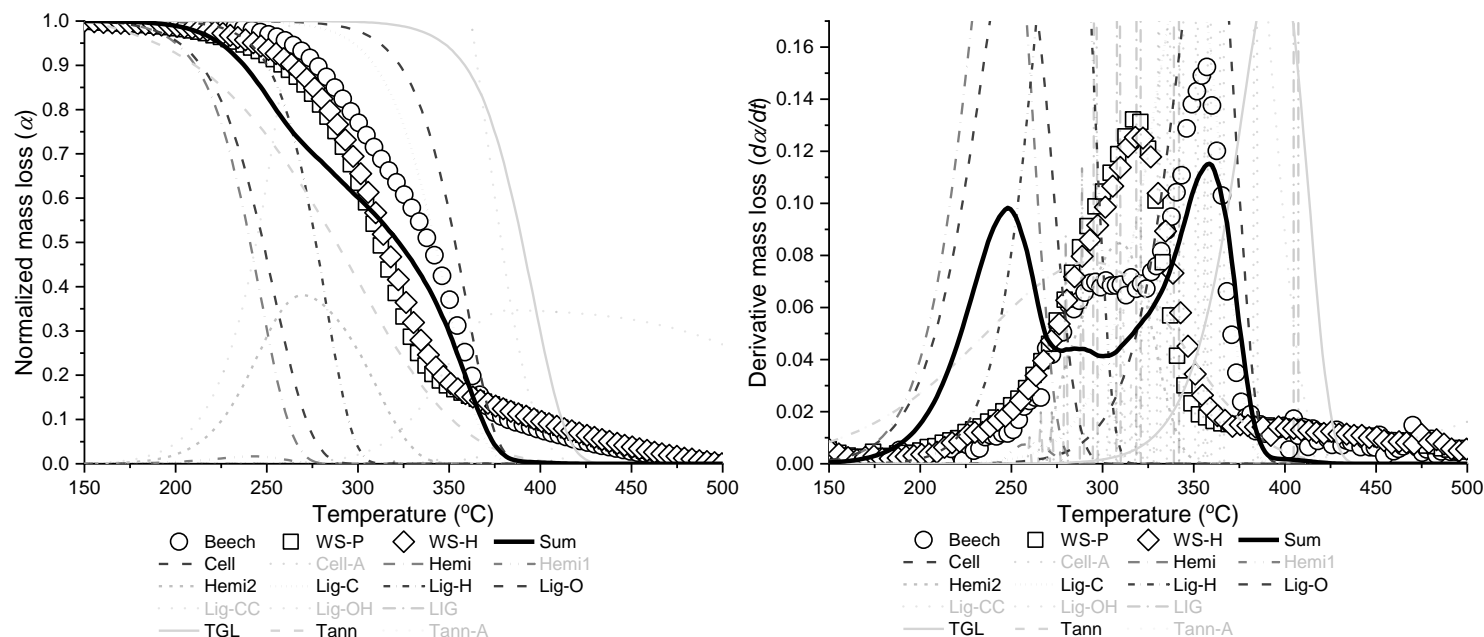 1.0
0.9
0.8
0.7
0.6
0.5
0.4
0.3
0.2
0.1
0.0
Normalized mass loss (α)
150 200 250 300 350 400 450 500
Temperature (°C)
Beech WS-P WS-H Sum
Cell Cell-A Hemi Hemi1
Hemi2 Lig-C Lig-H Lig-O
Lig-CC Lig-OH LIG
TGL Tann Tann-A
0.16
0.14
0.12
0.10
0.08
0.06
0.04
0.02
0.00
Derivative mass loss (dα/dt)
150 200 250 300 350 400 450 500
Temperature (°C)
Beech WS-P WS-H Sum
Cell Cell-A Hemi Hemi1
Hemi2 Lig-C Lig-H Lig-O
Lig-CC Lig-OH LIG
TGL Tann Tann-A